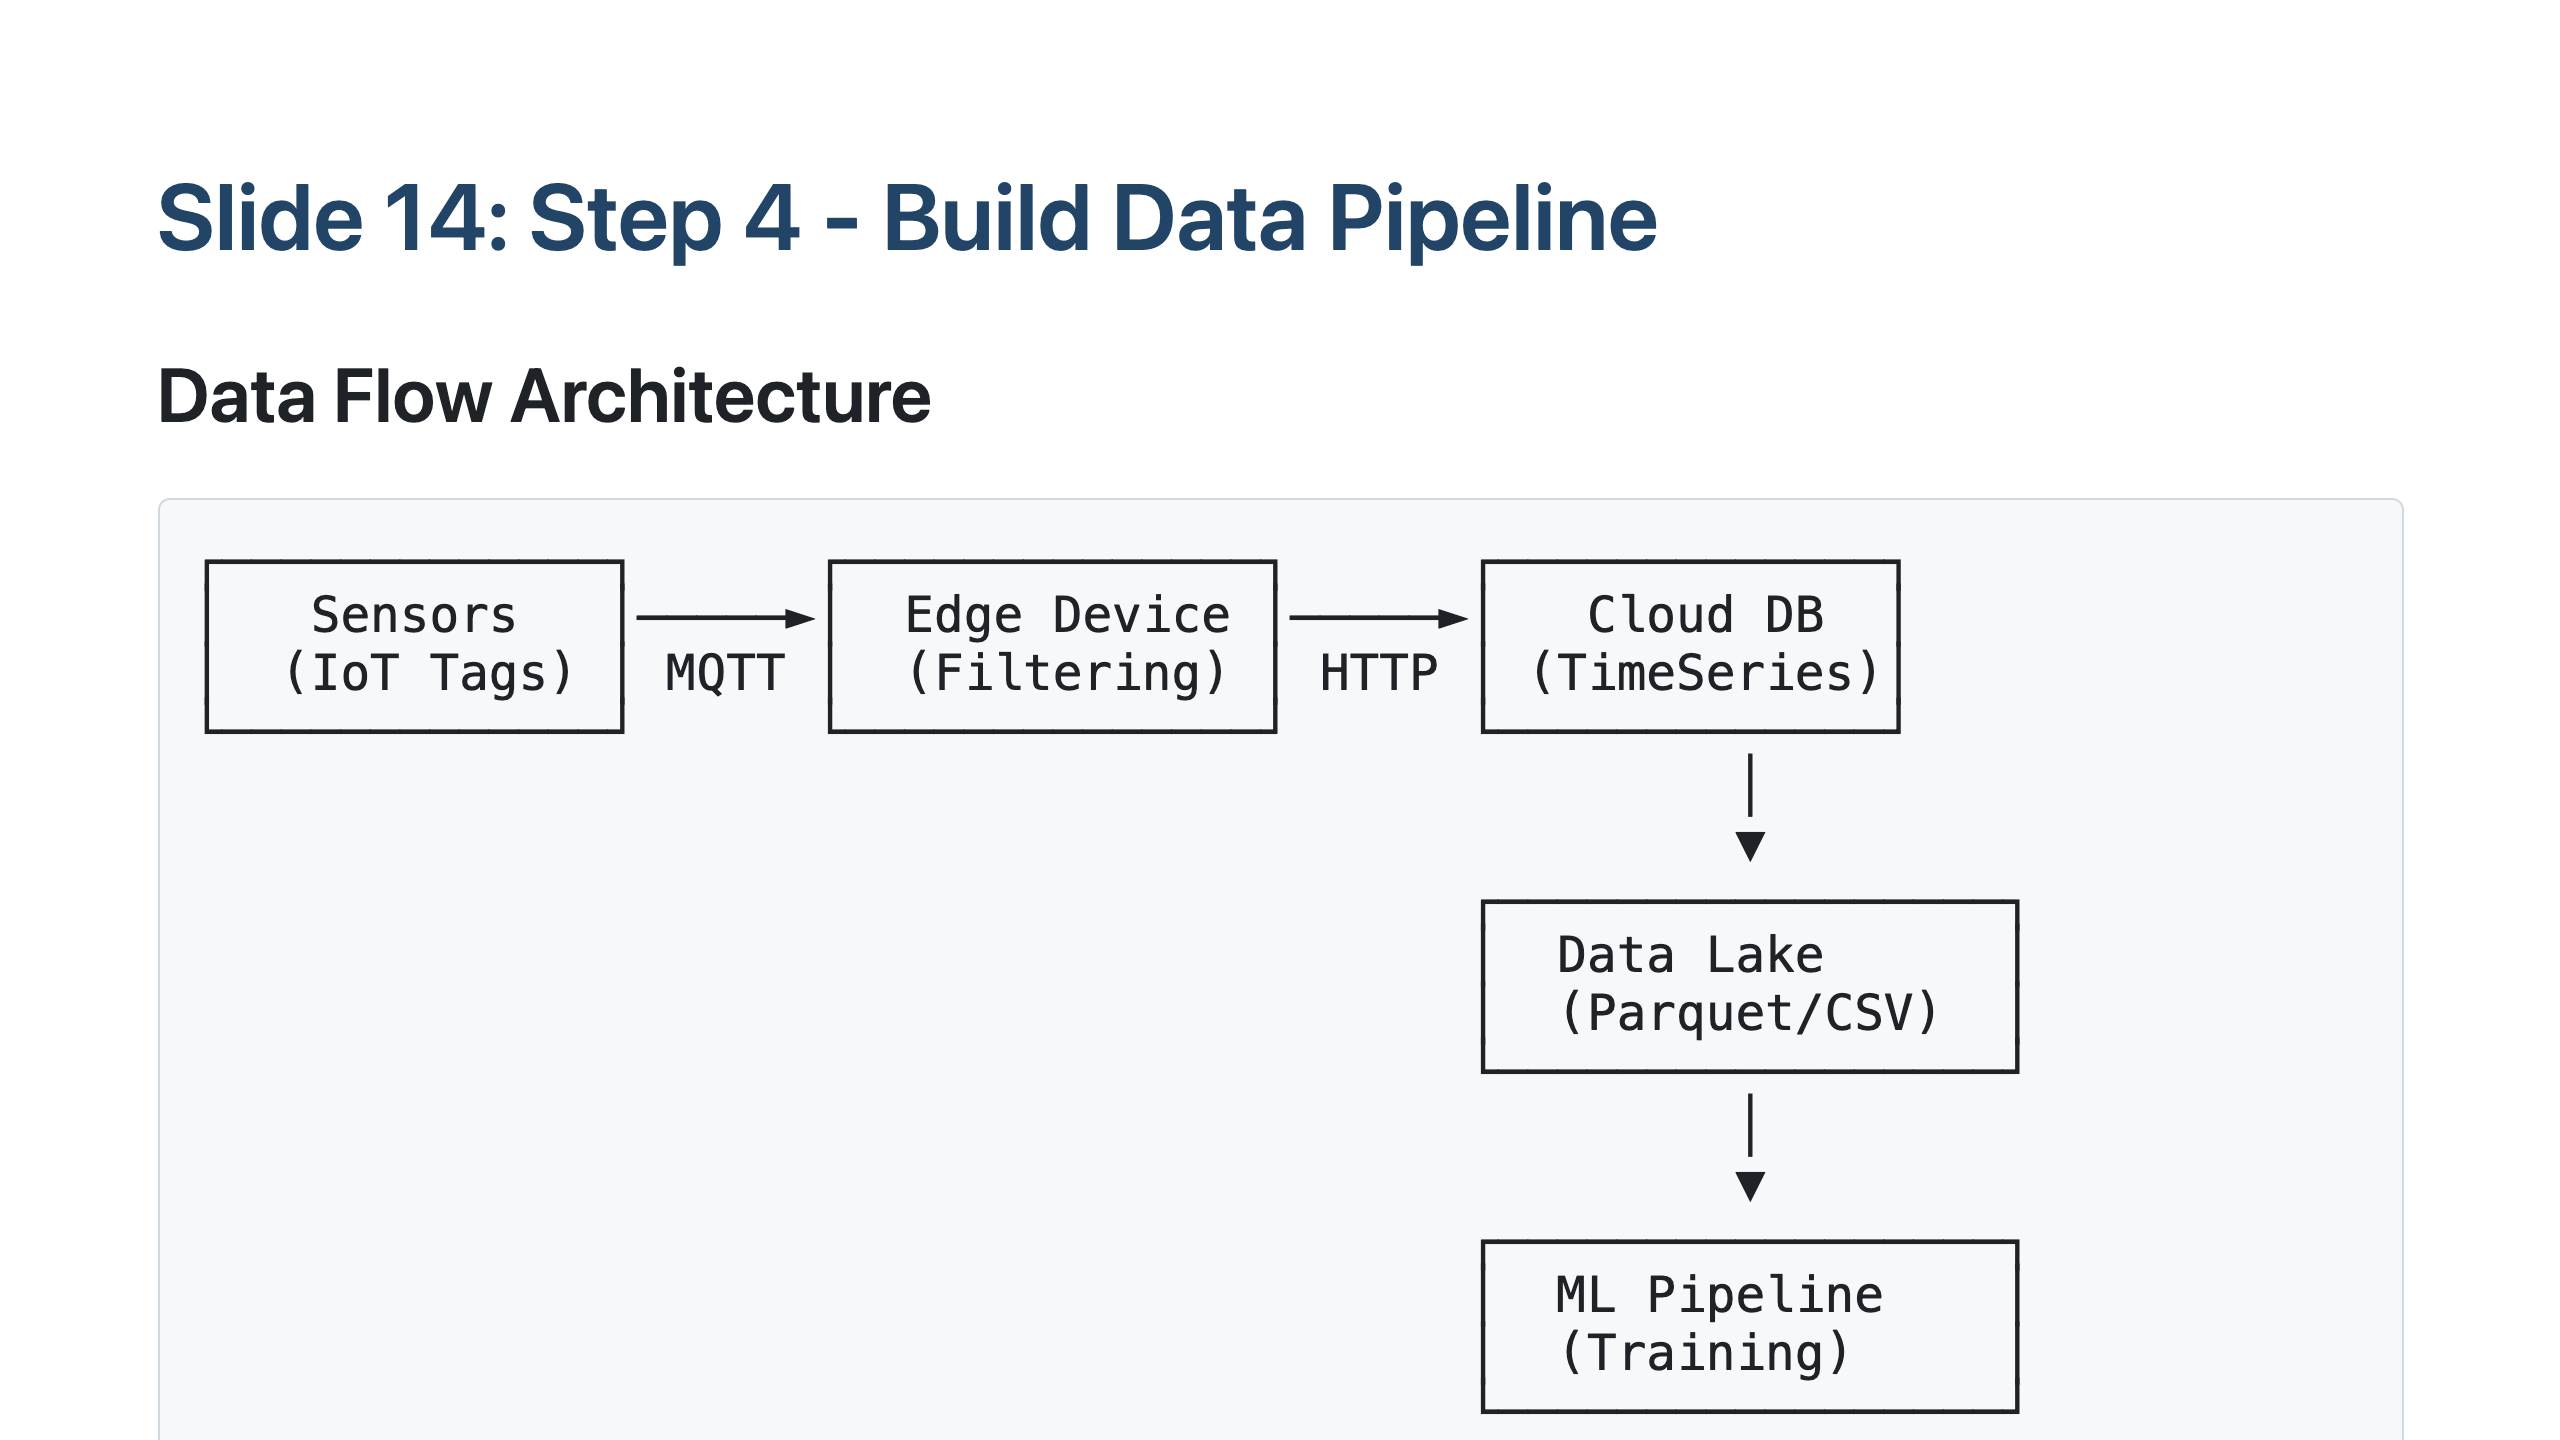 Slide 14: Step 4 - Build Data Pipeline
Data Flow Architecture
Sensors
(IoT Tags)
MQTT
Edge Device
(Filtering)
HTTP
Cloud DB
(TimeSeries)
Data Lake
(Parquet/CSV)
ML Pipeline
(Training)